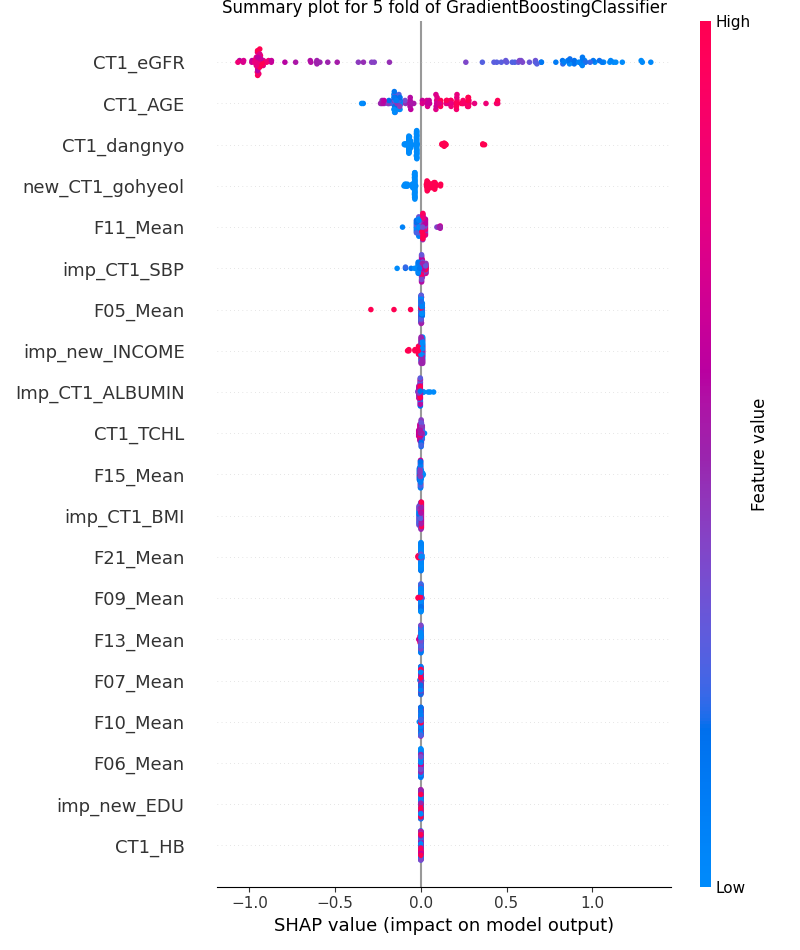 Summary plot for 5 fold of GradientBoostingClassifier
High
CT1_eGFR
CT1_AGE
CT1_dangnyo
new_CT1_gohyeol
F11_Mean
imp_CT1_SBP
F05_Mean
imp_new_INCOME
Imp_CT1_ALBUMIN
CT1_TCHL
F15_Mean
imp_CT1_BMI
F21_Mean
F09_Mean
F13_Mean
F07_Mean
F10_Mean
F06_Mean
imp_new_EDU
CT1_HB
Feature value
Low
−1.0 −0.5 0.0 0.5 1.0
SHAP value (impact on model output)